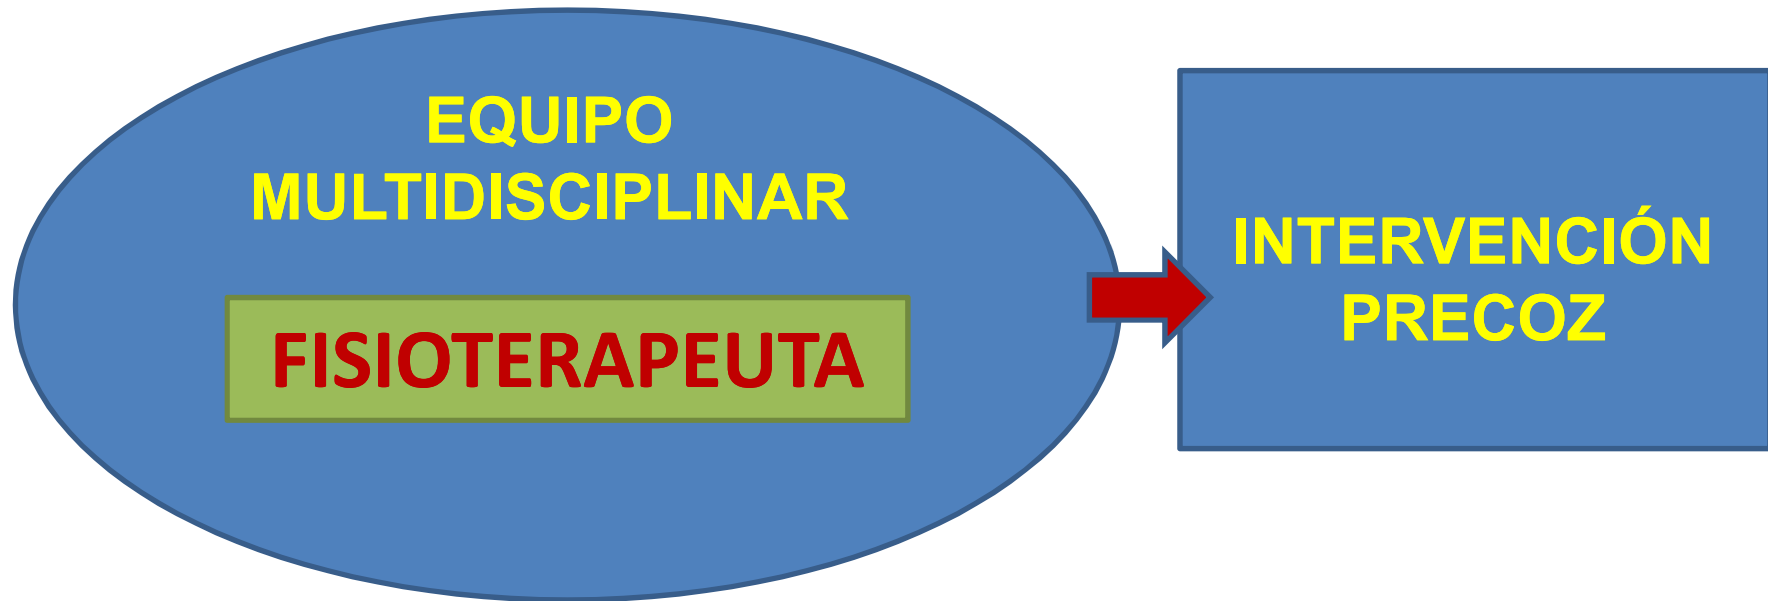 EQUIPO
MULTIDISCIPLINAR
FISIOTERAPEUTA
INTERVENCIÓN
PRECOZ